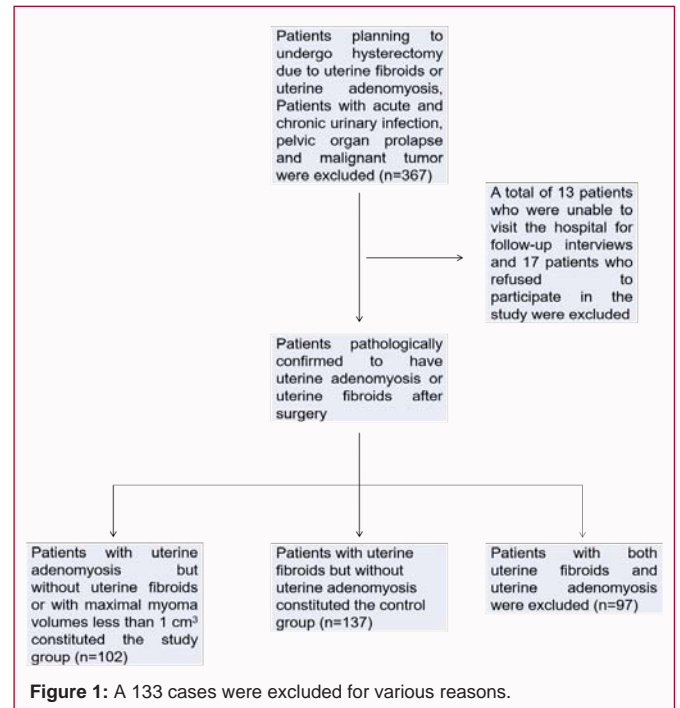 Patients planning to
undergo hysterectomy
due to uterine fibroids or
uterine adenomyosis,
Patients with acute and
chronic urinary infection,
pelvic organ prolapse
and malignant tumor
were excluded (n=367)
A total of 13 patients
who were unable to
visit the hospital for
follow-up interviews
and 17 patients who
refused to
participate in the
study were excluded
Patients pathologically
confirmed to have
uterine adenomyosis or
uterine fibroids after
surgery
Patients with uterine
adenomyosis but
without uterine fibroids
or with maximal myoma
volumes less than 1 cm³
constituted the study
group (n=102)
Patients with uterine
fibroids but without
uterine adenomyosis
constituted the control
group (n=137)
Patients with both
uterine fibroids and
uterine adenomyosis
were excluded (n=97)
Figure 1: A 133 cases were excluded for various reasons.